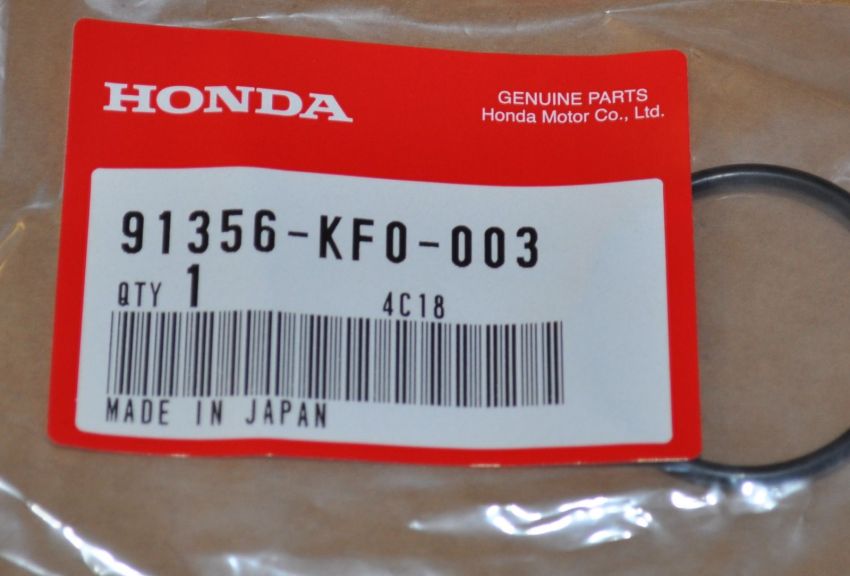 HONDA
GENUINE PARTS
Honda Motor Co., Ltd.
91356-KF0-003
QTY 1 4C18
MADE IN JAPAN